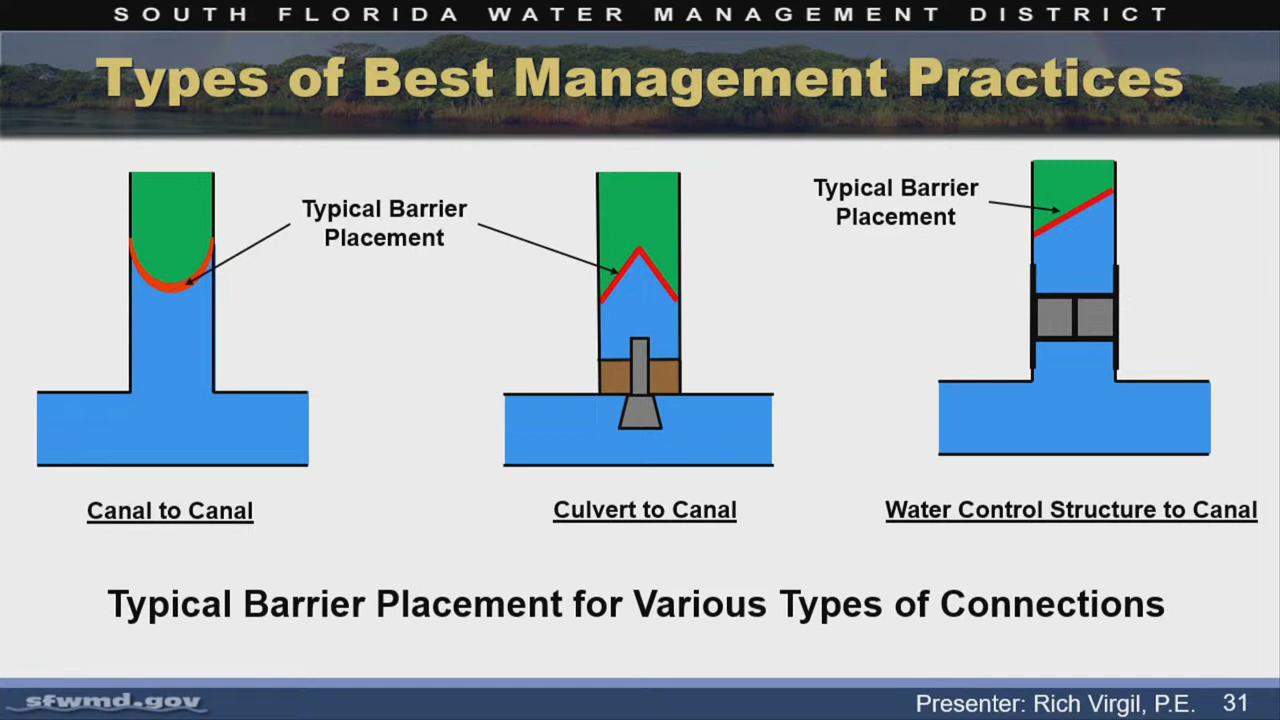 SOUTH FLORIDA WATER MANAGEMENT DISTRICT
Types of Best Management Practices
Typical Barrier
Placement
Typical Barrier
Placement
Canal to Canal
Culvert to Canal
Water Control Structure to Canal
Typical Barrier Placement for Various Types of Connections
sfwmd.gov
Presenter: Rich Virgil, P.E. 31